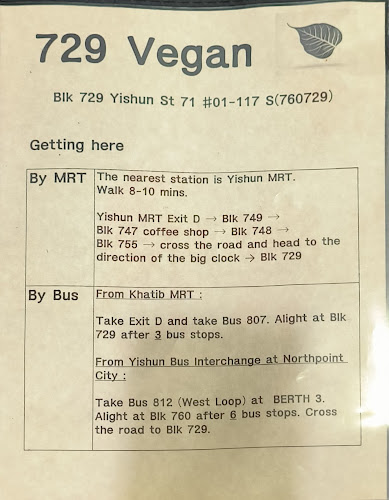 729 Vegan
Blk 729 Yishun St 71 #01-117 S(760729)
Getting here
By MRT
The nearest station is Yishun MRT.
Walk 8-10 mins.
Yishun MRT Exit D → Blk 749 →
Blk 747 coffee shop → Blk 748 →
Blk 755 → cross the road and head to the
direction of the big clock → Blk 729
By Bus
From Khatib MRT :
Take Exit D and take Bus 807. Alight at Blk
729 after 3 bus stops.
From Yishun Bus Interchange at Northpoint
City :
Take Bus 812 (West Loop) at BERTH 3.
Alight at Blk 760 after 6 bus stops. Cross
the road to Blk 729.